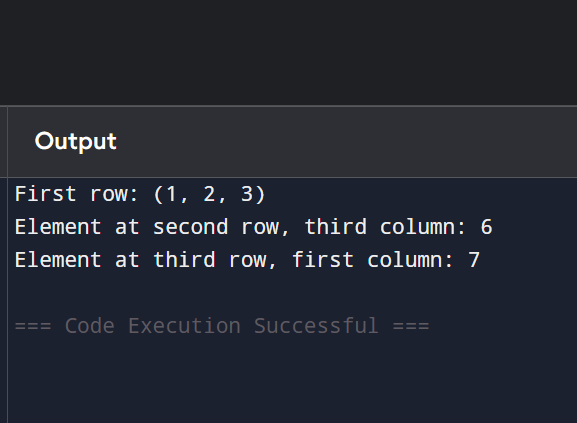 Output
First row: (1, 2, 3)
Element at second row, third column: 6
Element at third row, first column: 7
=== Code Execution Successful ===